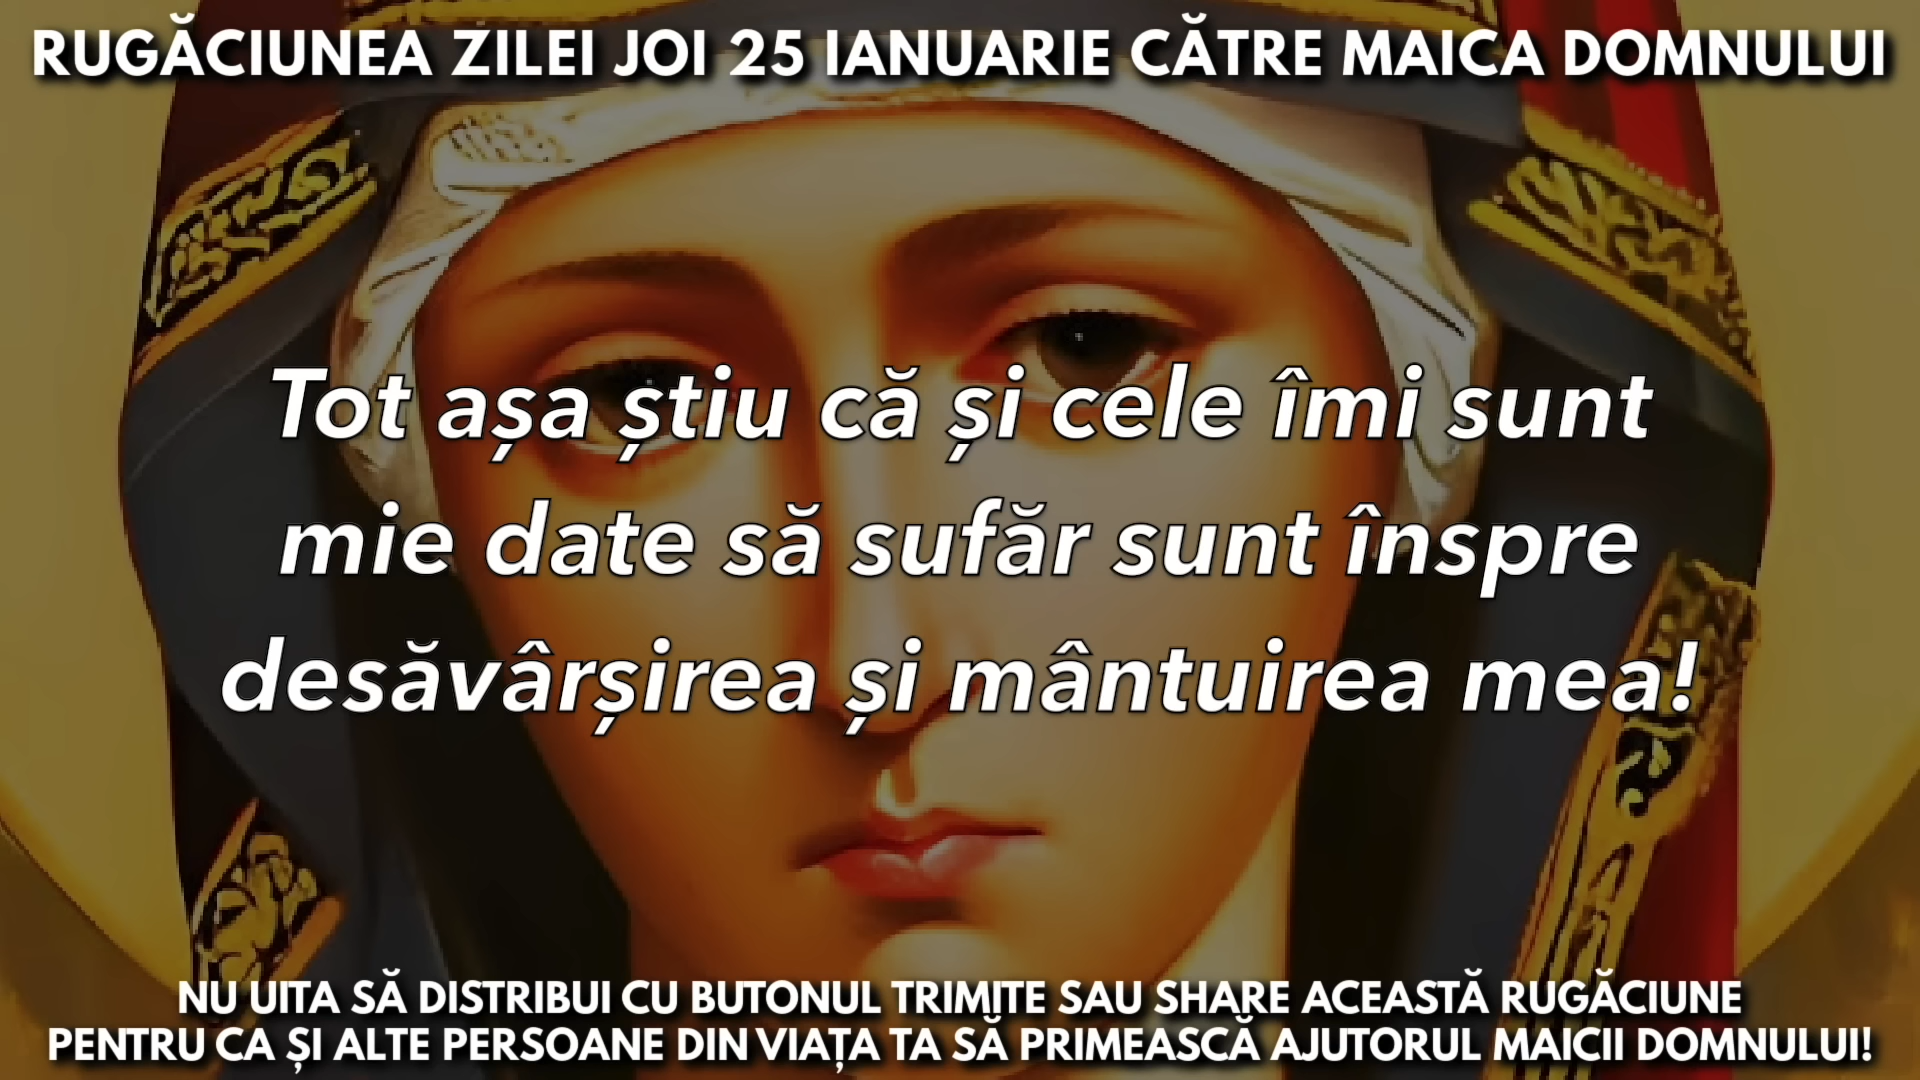 RUGĂCIUNEA ZILEI JOI 25 IANUARIE CĂTRE MAICA DOMNULUI
Tot așa știu că și cele îmi sunt
mie date să sufăr sunt înspre
desăvârșirea și mântuirea mea!
NU UITA SĂ DISTRIBUI CU BUTONUL TRIMITE SAU SHARE ACEASTĂ RUGĂCIUNE
PENTRU CA ȘI ALTE PERSOANE DIN VIAȚA TA SĂ PRIMEASCĂ AJUTORUL MAICII DOMNULUI!